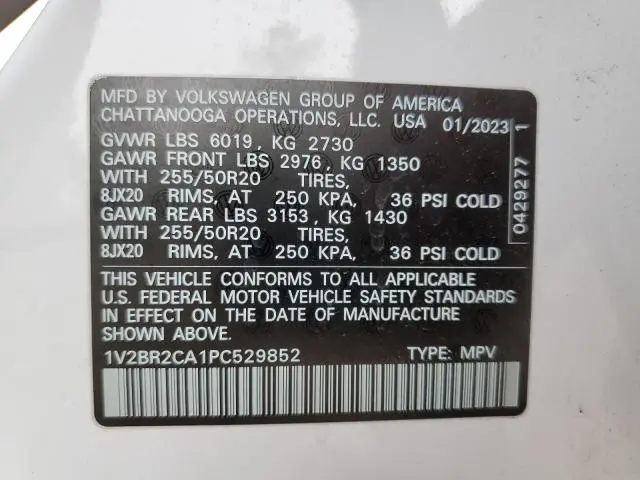 MFD BY VOLKSWAGEN GROUP OF AMERICA
CHATTANOOGA OPERATIONS, LLC. USA 01/2023
GVWR LBS 6019, KG 2730
GAWR FRONT LBS 2976, KG 1350
WITH 255/50R20 TIRES,
8JX20 RIMS, AT 250 KPA, 36 PSI COLD
GAWR REAR LBS 3153, KG 1430
WITH 255/50R20 TIRES,
8JX20 RIMS, AT 250 KPA, 36 PSI COLD
THIS VEHICLE CONFORMS TO ALL APPLICABLE
U.S. FEDERAL MOTOR VEHICLE SAFETY STANDARDS
IN EFFECT ON THE DATE OF MANUFACTURE
SHOWN ABOVE.
1V2BR2CA1PC529852 TYPE: MPV
0429277 1